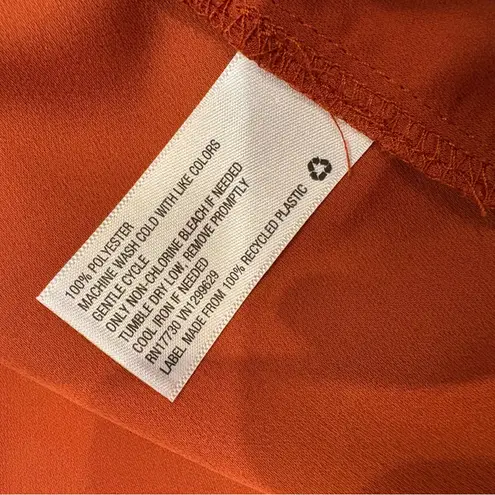 100% POLYESTER
MACHINE WASH COLD WITH LIKE COLORS
GENTLE CYCLE
ONLY NON-CHLORINE BLEACH IF NEEDED
TUMBLE DRY LOW. REMOVE PROMPTLY
COOL IRON IF NEEDED
RN17730 VN1299629
LABEL MADE FROM 100% RECYCLED PLASTIC